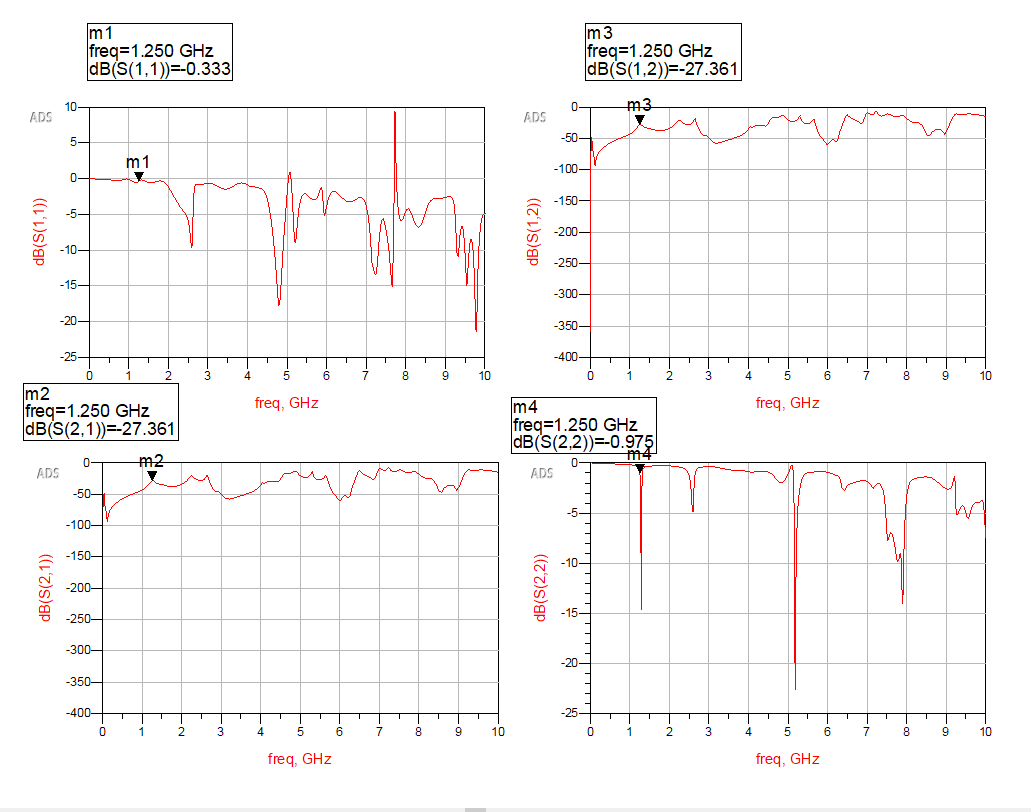 m1
freq=1.250 GHz
dB(S(1,1))=-0.333
m3
freq=1.250 GHz
dB(S(1,2))=-27.361
ADS
10
5
0
-5
-10
-15
-20
-25
m1
dB(S(1,1))
0 1 2 3 4 5 6 7 8 9 10
freq, GHz
ADS
0
-50
-100
-150
-200
-250
-300
-350
-400
m3
dB(S(1,2))
0 1 2 3 4 5 6 7 8 9 10
freq, GHz
m2
freq=1.250 GHz
dB(S(2,1))=-27.361
m4
freq=1.250 GHz
dB(S(2,2))=-0.975
ADS
0
-50
-100
-150
-200
-250
-300
-350
-400
m2
dB(S(2,1))
0 1 2 3 4 5 6 7 8 9 10
freq, GHz
ADS
0
-5
-10
-15
-20
-25
m4
dB(S(2,2))
0 1 2 3 4 5 6 7 8 9 10
freq, GHz